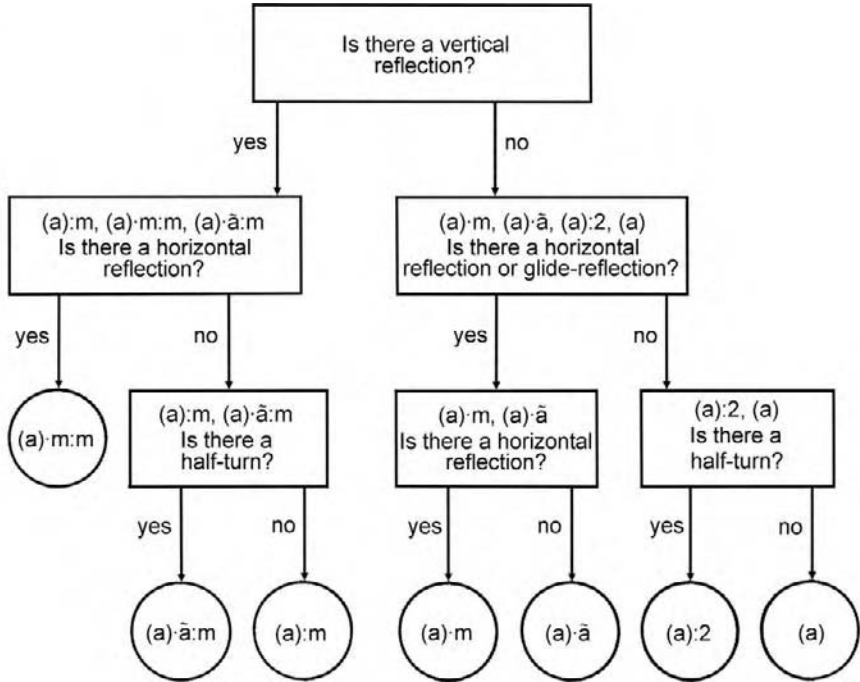 Is there a vertical
reflection?
yes
no
(a):m, (a)·m:m, (a)·ã:m
Is there a horizontal
reflection?
(a)·m, (a)·ã, (a):2, (a)
Is there a horizontal
reflection or glide-reflection?
yes
no
yes
no
(a)·m:m
(a):m, (a)·ã:m
Is there a
half-turn?
(a)·m, (a)·ã
Is there a horizontal
reflection?
(a):2, (a)
Is there a
half-turn?
yes
no
yes
no
yes
no
(a)·ã:m
(a):m
(a)·m
(a)·ã
(a):2
(a)